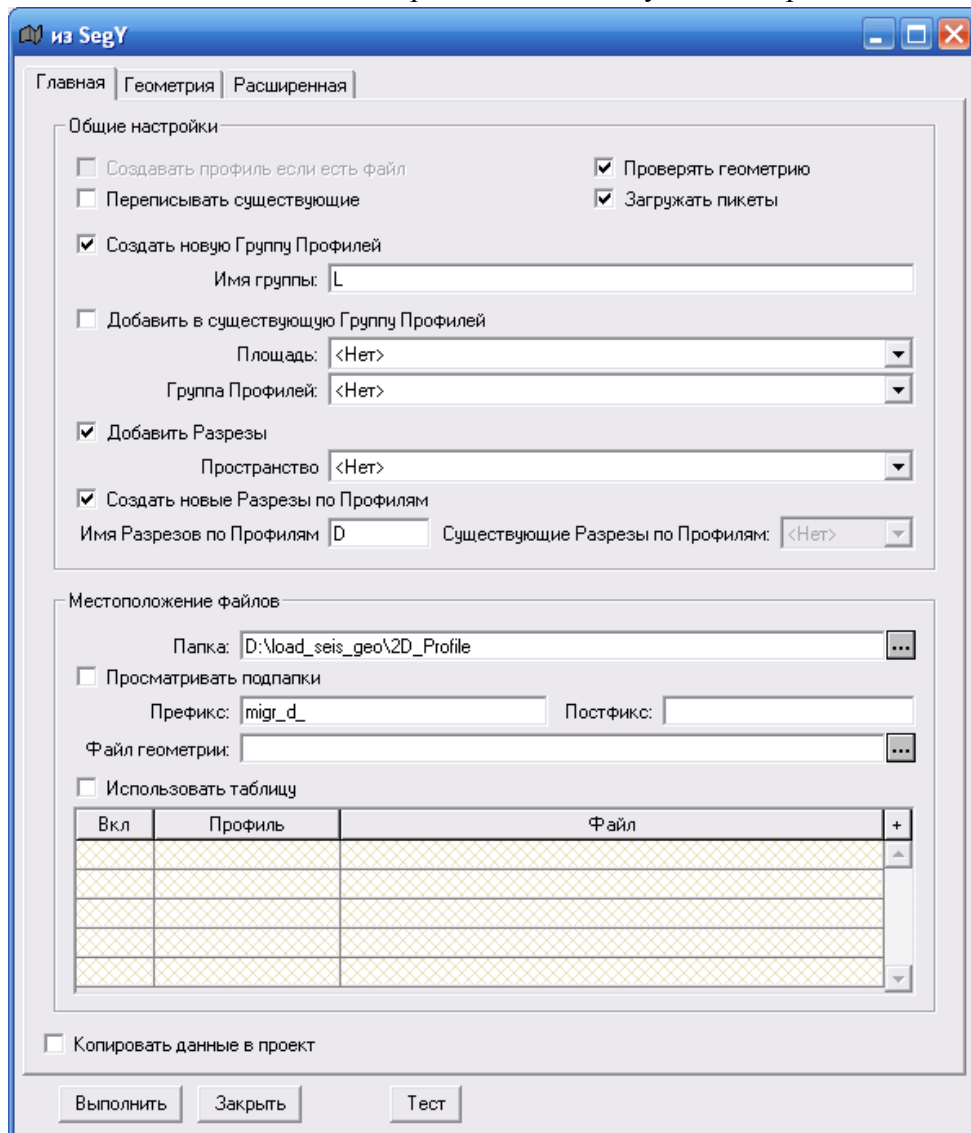 из SegY
Главная Геометрия Расширенная
Общие настройки
Создавать профиль если есть файл Проверять геометрию
Переписывать существующие Загружать пикеты
Создать новую Группу Профилей
Имя группы: L
Добавить в существующую Группу Профилей
Площадь: <Нет>
Группа Профилей: <Нет>
Добавить Разрезы
Пространство <Нет>
Создать новые Разрезы по Профилям
Имя Разрезов по Профилям D Существующие Разрезы по Профилям: <Нет>
Местоположение файлов
Папка: D:\load_seis_geo\2D_Profile ...
Просматривать подпапки
Префикс: migr_d_ Постфикс:
Файл геометрии: ...
Использовать таблицу
Вкл Профиль Файл +
Копировать данные в проект
Выполнить Закрыть Тест